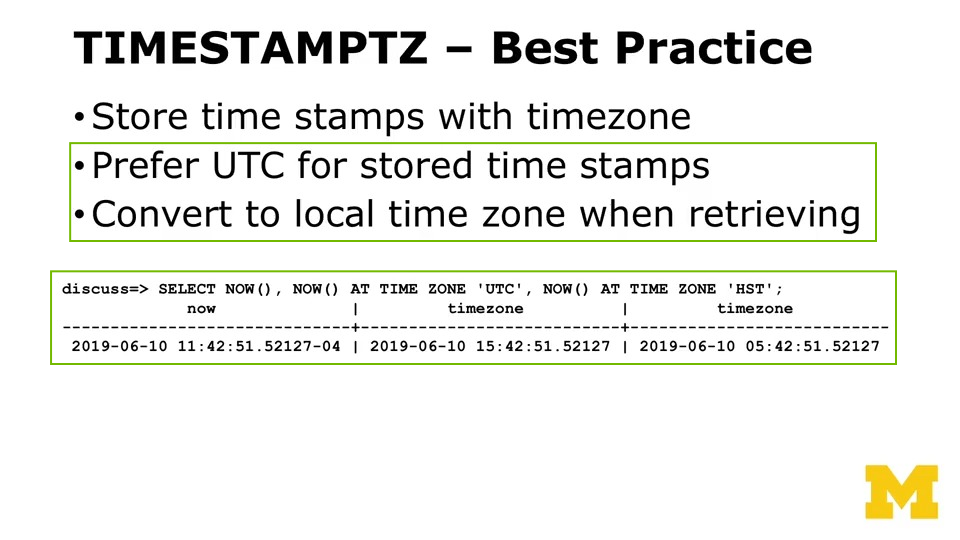 TIMESTAMPTZ – Best Practice
• Store time stamps with timezone
• Prefer UTC for stored time stamps
• Convert to local time zone when retrieving
discuss=> SELECT NOW(), NOW() AT TIME ZONE 'UTC', NOW() AT TIME ZONE 'HST';
now | timezone | timezone
------------------------------+----------------------------+---------------------------
2019-06-10 11:42:51.52127-04 | 2019-06-10 15:42:51.52127 | 2019-06-10 05:42:51.52127
M